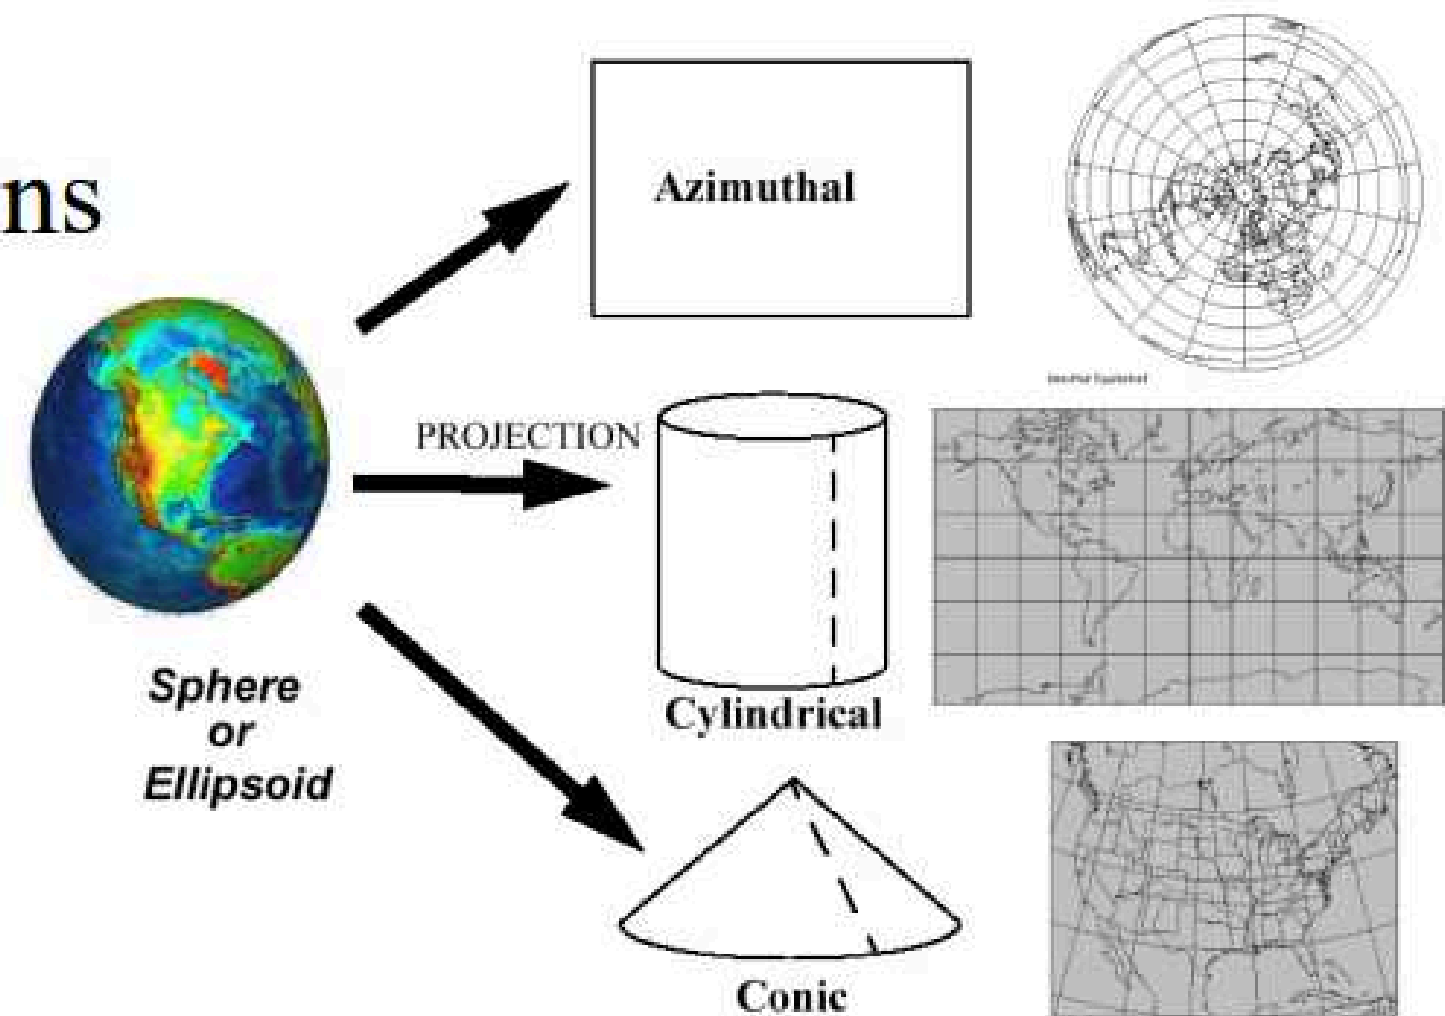 ns
Azimuthal
PROJECTION
Sphere
or
Ellipsoid
Cylindrical
Conic